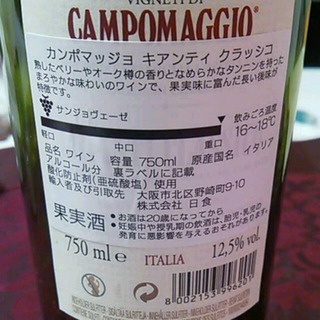 VIGNETI DI
CAMPOMAGGIO
カンポマッジョ キアンティ クラッシコ
熟したベリーやオーク樽の香りとなめらかなタンニンを持った
まろやかな味わいのワインで、果実味に富んだ長い後味が
特徴です。
サンジョヴェーゼ
飲みごろ温度
16～18℃
軽口 中口 重口
品名 ワイン 容量 750ml 原産国名 イタリア
アルコール分 裏ラベルに記載
酸化防止剤(亜硫酸塩)使用
輸入者及び引取先 大阪市北区野崎町9-10
株式会社 日食
果実酒
●お酒は20歳になってから
●妊娠中や授乳期の飲酒は、胎児・乳児の
発育に悪影響を与えるおそれがあります。
750 ml e ITALIA 12,5% vol.
8 002153 996201